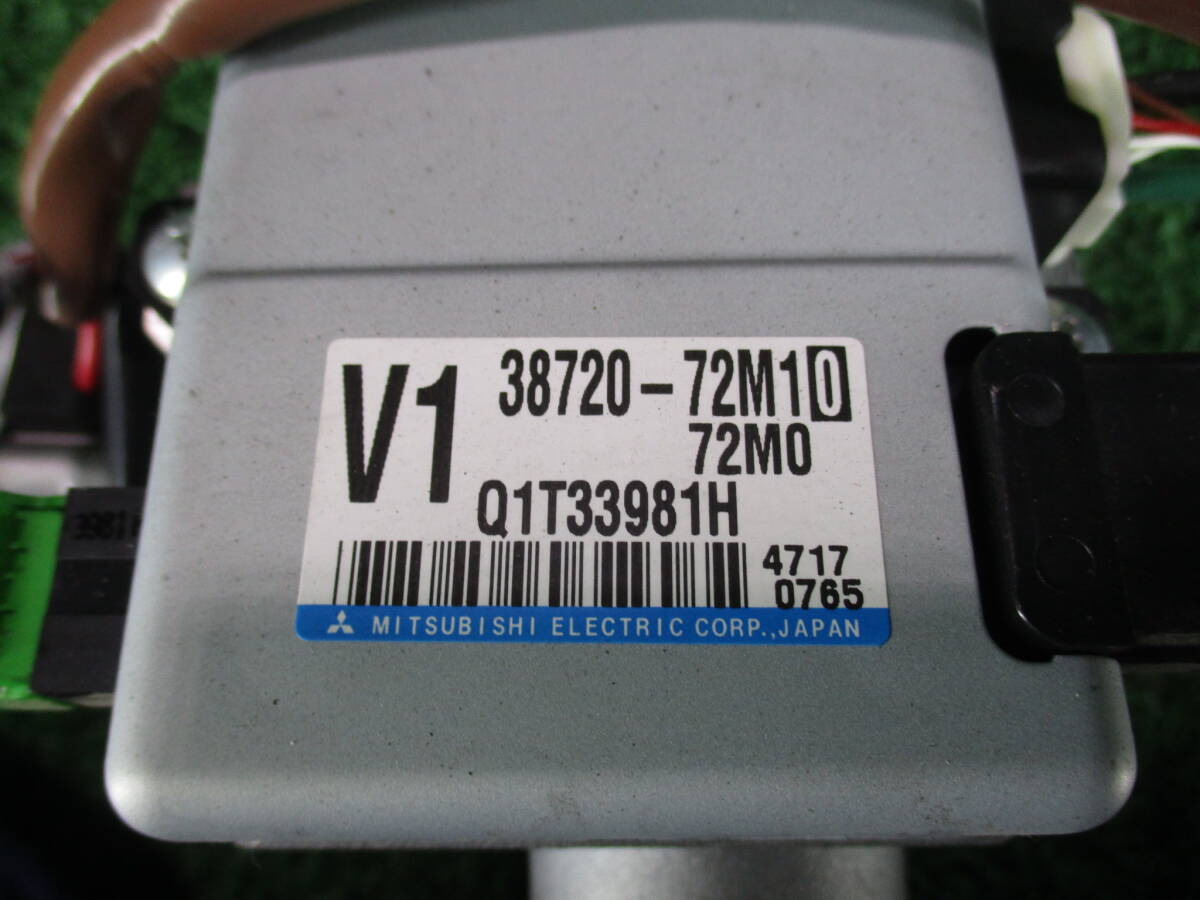 V1
38720-72M10
72M0
Q1T33981H
4717
0765
MITSUBISHI ELECTRIC CORP.,JAPAN